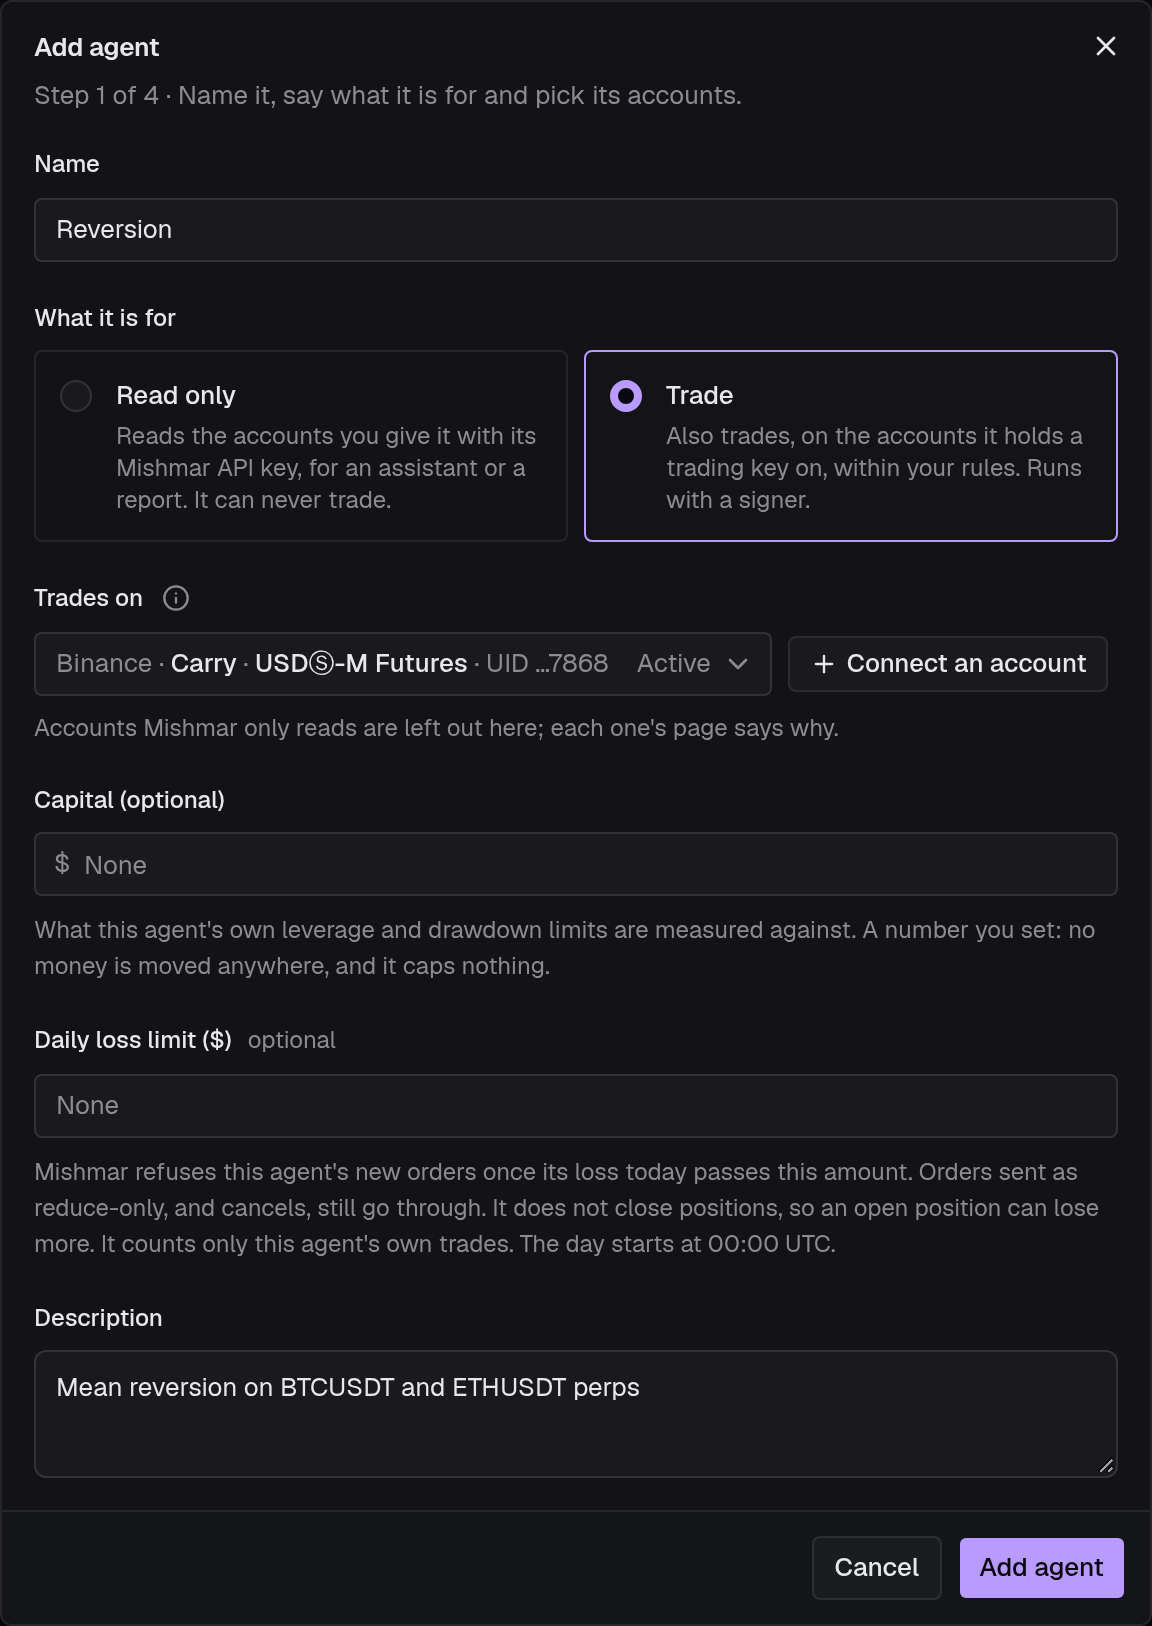 Add agent
Step 1 of 4 · Name it, say what it is for and pick its accounts.
Name
Reversion
What it is for
Read only
Reads the accounts you give it with its
Mishmar API key, for an assistant or a
report. It can never trade.
Trade
Also trades, on the accounts it holds a
trading key on, within your rules. Runs
with a signer.
Trades on
Binance · Carry · USDⓈ-M Futures · UID …7868 Active
+ Connect an account
Accounts Mishmar only reads are left out here; each one's page says why.
Capital (optional)
$ None
What this agent's own leverage and drawdown limits are measured against. A number you set: no
money is moved anywhere, and it caps nothing.
Daily loss limit ($) optional
None
Mishmar refuses this agent's new orders once its loss today passes this amount. Orders sent as
reduce-only, and cancels, still go through. It does not close positions, so an open position can lose
more. It counts only this agent's own trades. The day starts at 00:00 UTC.
Description
Mean reversion on BTCUSDT and ETHUSDT perps
Cancel
Add agent